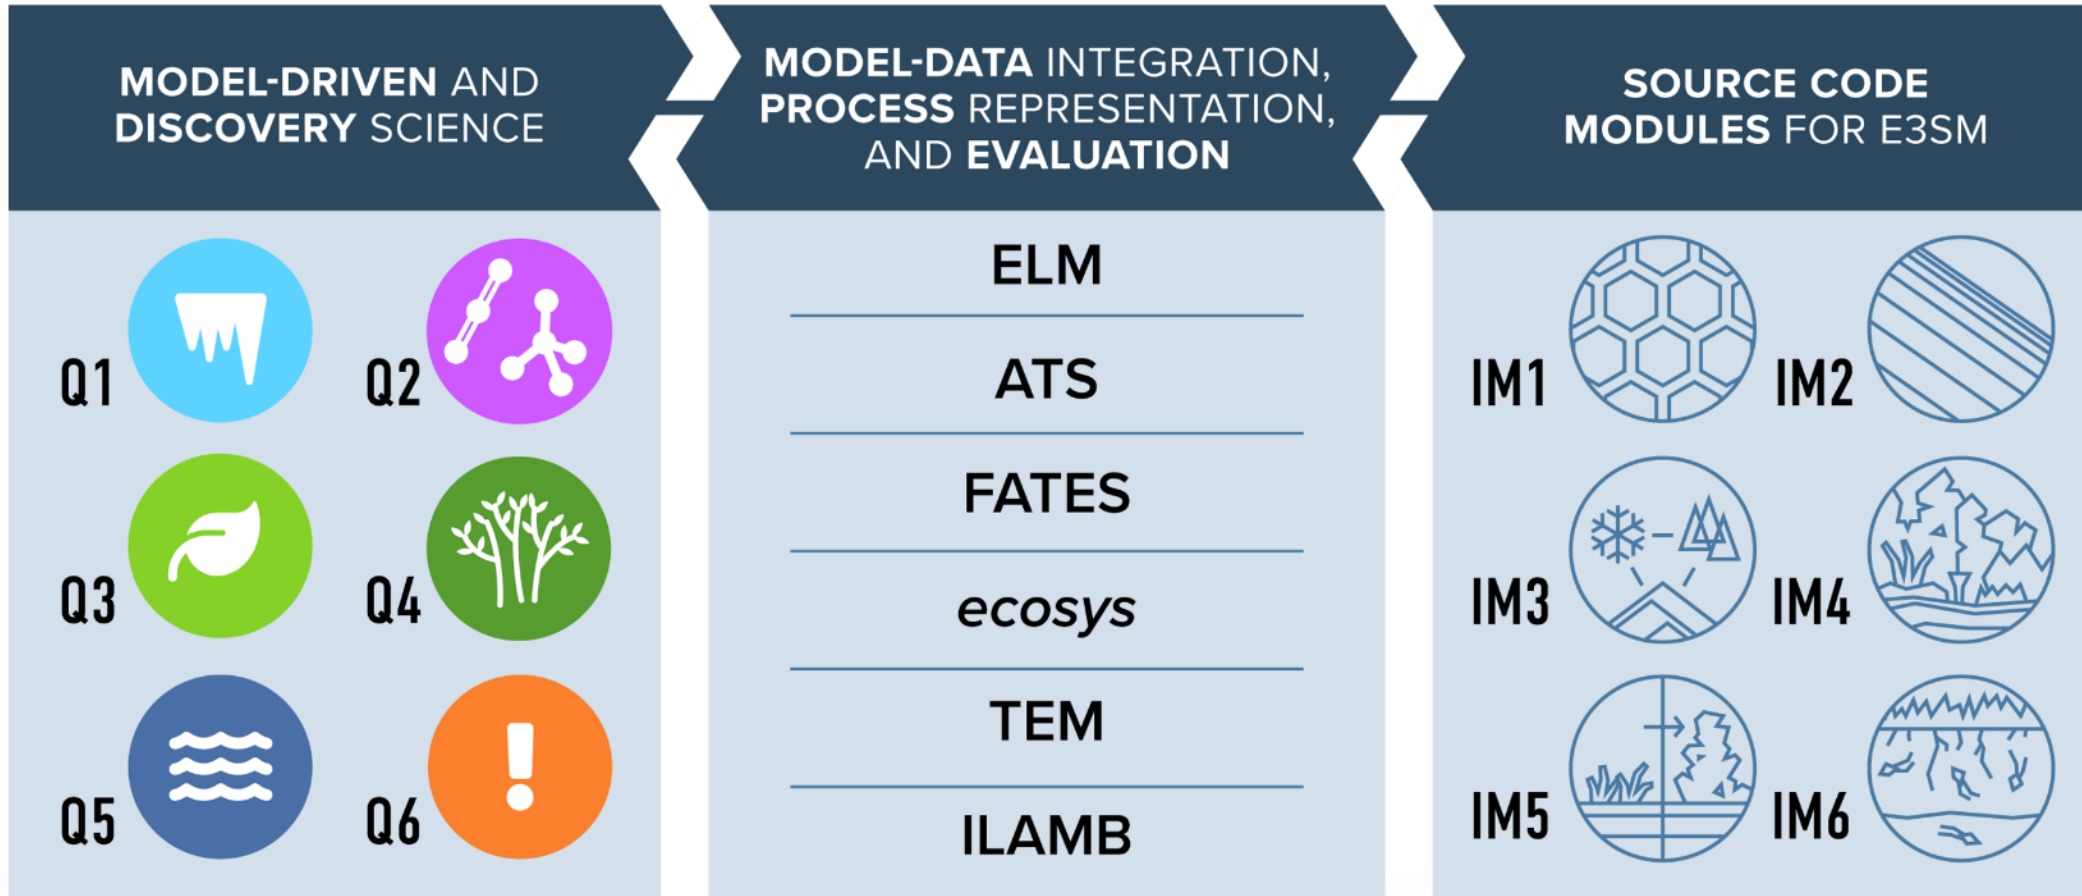 MODEL-DRIVEN AND
DISCOVERY SCIENCE
Q1
Q2
Q3
Q4
Q5
Q6
MODEL-DATA INTEGRATION,
PROCESS REPRESENTATION,
AND EVALUATION
ELM
ATS
FATES
ecosys
TEM
ILAMB
SOURCE CODE
MODULES FOR E3SM
IM1
IM2
IM3
IM4
IM5
IM6